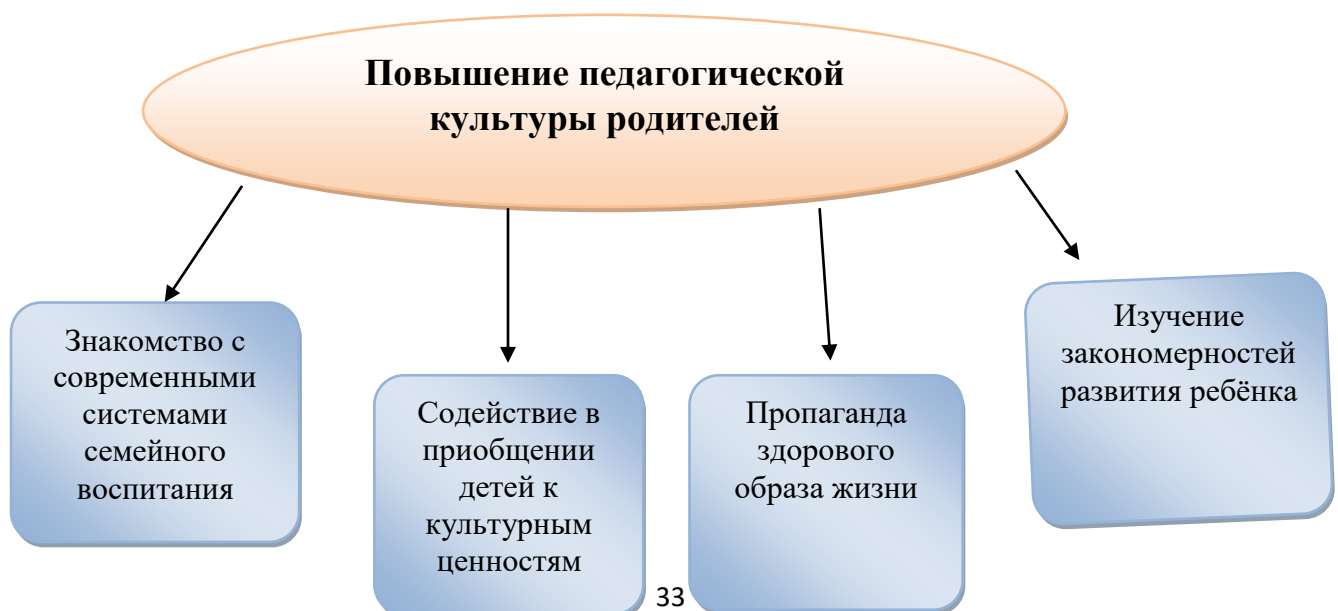 Повышение педагогической
культуры родителей
Знакомство с
современными
системами
семейного
воспитания
Содействие в
приобщении
детей к
культурным
ценностям
Пропаганда
здорового
образа жизни
Изучение
закономерностей
развития ребёнка
33